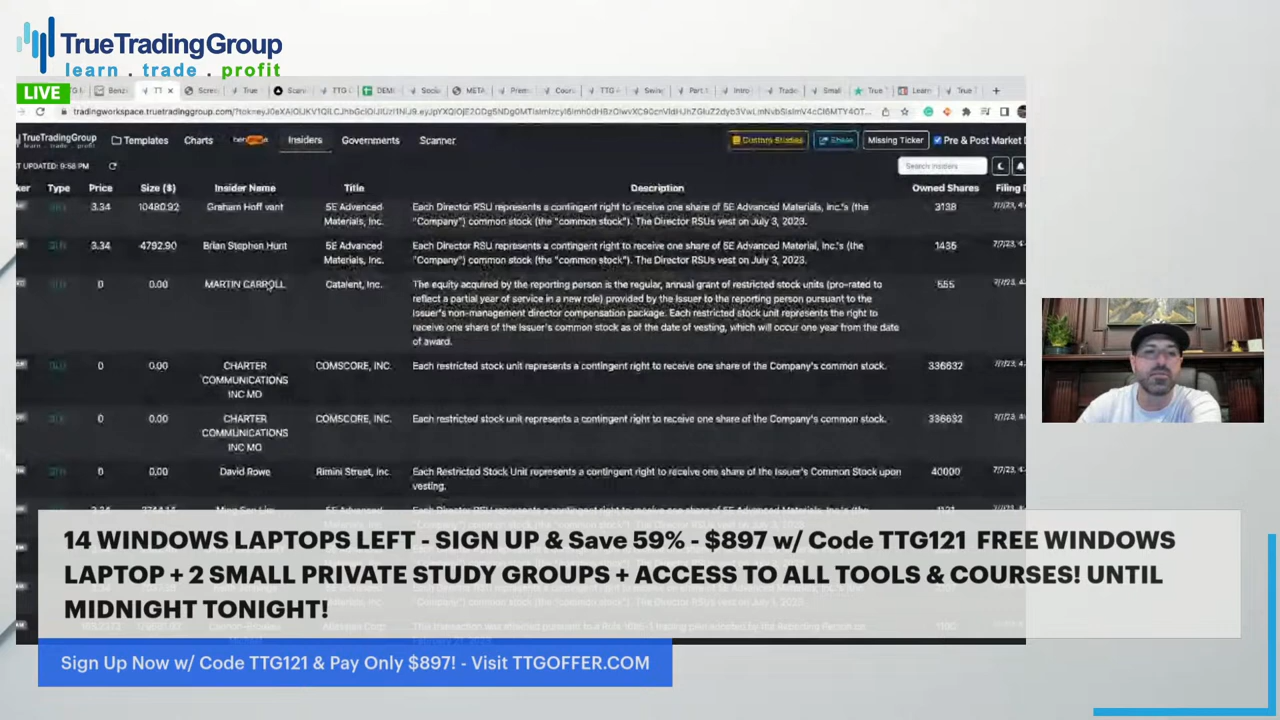 TrueTradingGroup
learn . trade . profit
LIVE
TrueTradingGroup
learn . trade . profit
Templates Charts Insiders Governments Scanner Missing Ticker Pre & Post Market
UPDATED: 9:58 PM
Search Insiders
Type Price Size ($) Insider Name Title Description Owned Shares Filing
3.34 10480.92 Graham Hoff vant 5E Advanced Each Director RSU represents a contingent right to receive one share of 5E Advanced Materials, Inc.'s (the 3138
Materials, Inc. "Company") common stock (the "common stock"). The Director RSUs vest on July 3, 2023.
3.34 4792.90 Brian Stephen Hunt 5E Advanced Each Director RSU represents a contingent right to receive one share of 5E Advanced Material, Inc.'s (the 1435
Materials, Inc. "Company") common stock (the "common stock"). The Director RSUs vest on July 3, 2023.
0 0.00 MARTIN CARROLL Catalent, Inc. The equity acquired by the reporting person is the regular, annual grant of restricted stock units (pro-rated to 555
reflect a partial year of service in a new role) provided by the Issuer to the reporting person pursuant to the
Issuer's non-management director compensation package. Each restricted stock unit represents the right to
receive one share of the Issuer's common stock as of the date of vesting, which will occur one year from the date
of award.
0 0.00 CHARTER COMSCORE, INC. Each restricted stock unit represents a contingent right to receive one share of the Company's common stock. 336632
COMMUNICATIONS
INC MO
0 0.00 CHARTER COMSCORE, INC. Each restricted stock unit represents a contingent right to receive one share of the Company's common stock. 336632
COMMUNICATIONS
INC MO
0 0.00 David Rowe Rimini Street, Inc. Each Restricted Stock Unit represents a contingent right to receive one share of the Issuer's Common Stock upon 40000
vesting.
14 WINDOWS LAPTOPS LEFT - SIGN UP & Save 59% - $897 w/ Code TTG121 FREE WINDOWS
LAPTOP + 2 SMALL PRIVATE STUDY GROUPS + ACCESS TO ALL TOOLS & COURSES! UNTIL
MIDNIGHT TONIGHT!
Sign Up Now w/ Code TTG121 & Pay Only $897! - Visit TTGOFFER.COM